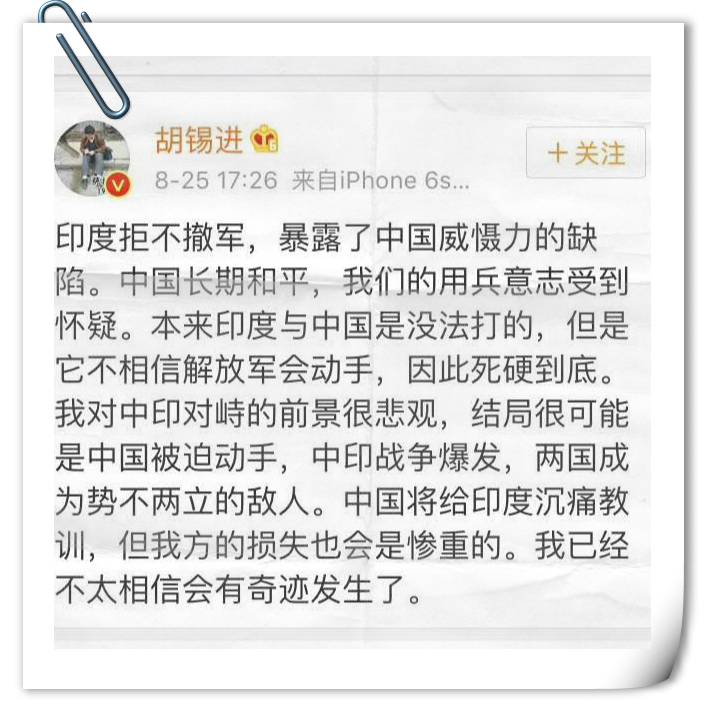 胡锡进
＋关注
8-25 17:26 来自iPhone 6s...
印度拒不撤军，暴露了中国威慑力的缺
陷。中国长期和平，我们的用兵意志受到
怀疑。本来印度与中国是没法打的，但是
它不相信解放军会动手，因此死硬到底。
我对中印对峙的前景很悲观，结局很可能
是中国被迫动手，中印战争爆发，两国成
为势不两立的敌人。中国将给印度沉痛教
训，但我方的损失也会是惨重的。我已经
不太相信会有奇迹发生了。